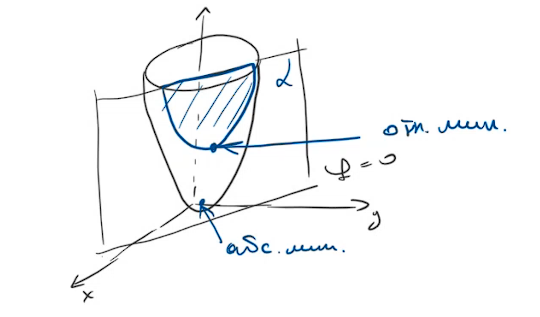 α
отн. мин.
φ = 0
y
абс. мин.
x